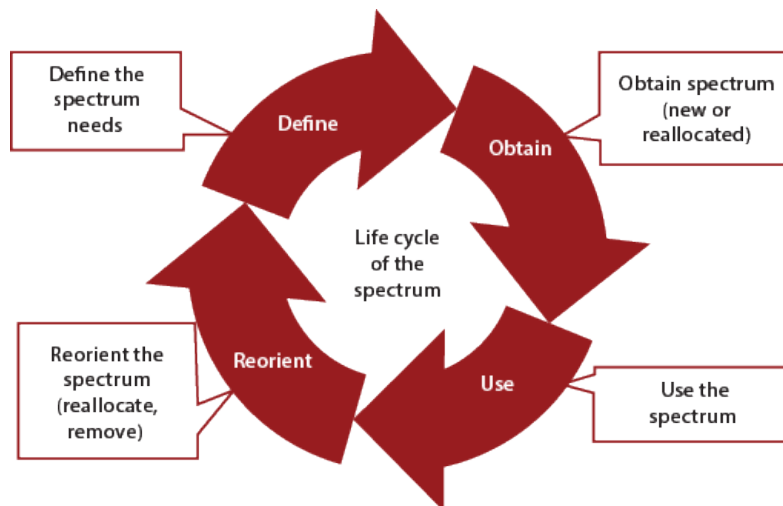 Define the
spectrum
needs
Define
Obtain
Obtain spectrum
(new or
reallocated)
Life cycle
of the
spectrum
Reorient the
spectrum
(reallocate,
remove)
Reorient
Use
Use the
spectrum